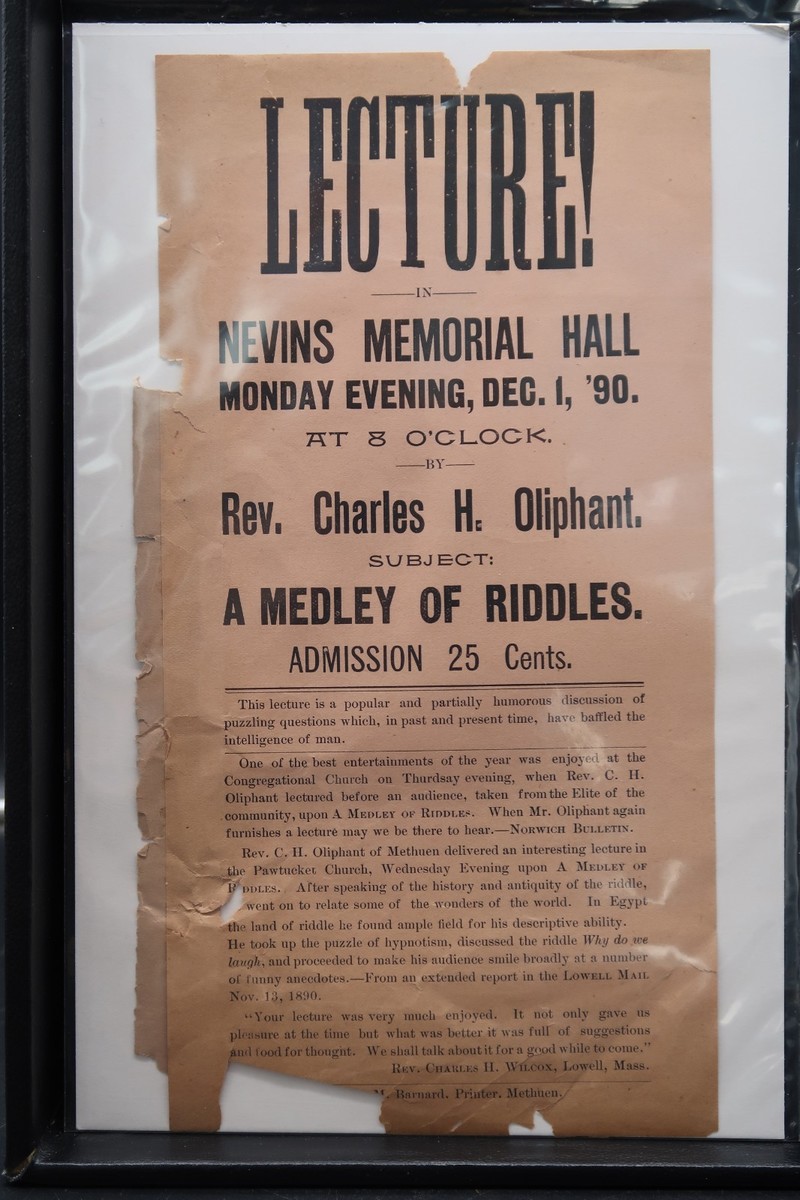 LECTURE!
IN
NEVINS MEMORIAL HALL
MONDAY EVENING, DEC. 1, '90.
AT 8 O'CLOCK.
BY
Rev. Charles H. Oliphant.
SUBJECT:
A MEDLEY OF RIDDLES.
ADMISSION 25 Cents.
This lecture is a popular and partially humorous discussion of
puzzling questions which, in past and present time, have baffled the
intelligence of man.
One of the best entertainments of the year was enjoyed at the
Congregational Church on Thurdsay evening, when Rev. C. H.
Oliphant lectured before an audience, taken from the Elite of the
community, upon A MEDLEY OF RIDDLES. When Mr. Oliphant again
furnishes a lecture may we be there to hear.—NORWICH BULLETIN.
Rev. C. H. Oliphant of Methuen delivered an interesting lecture in
the Pawtucket Church, Wednesday Evening upon A MEDLEY OF
R DDLES. After speaking of the history and antiquity of the riddle,
went on to relate some of the wonders of the world. In Egypt
the land of riddle he found ample field for his descriptive ability.
He took up the puzzle of hypnotism, discussed the riddle Why do we
laugh, and proceeded to make his audience smile broadly at a number
of funny anecdotes.—From an extended report in the LOWELL MAIL
Nov. 13, 1890.
"Your lecture was very much enjoyed. It not only gave us
pleasure at the time but what was better it was full of suggestions
and food for thought. We shall talk about it for a good while to come."
REV. CHARLES H. WILCOX, Lowell, Mass.
M. Barnard, Printer, Methuen.